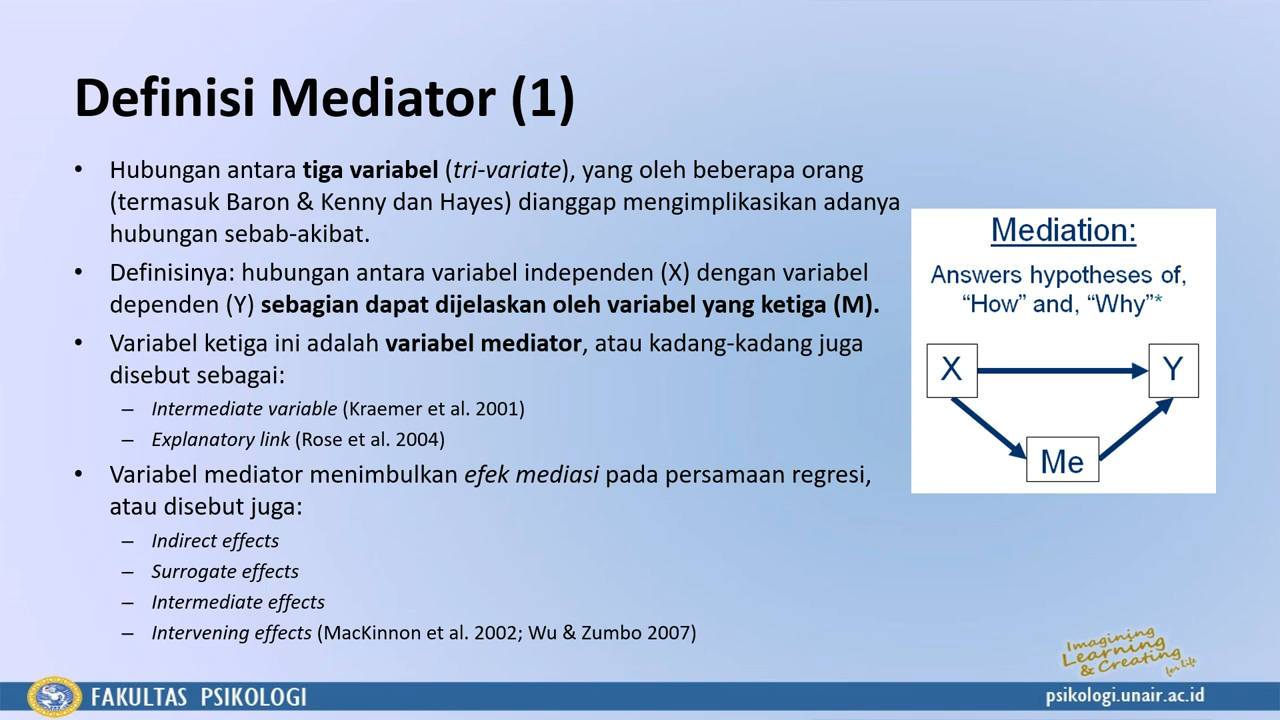 Definisi Mediator (1)
• Hubungan antara tiga variabel (tri-variate), yang oleh beberapa orang
(termasuk Baron & Kenny dan Hayes) dianggap mengimplikasikan adanya
hubungan sebab-akibat.
• Definisinya: hubungan antara variabel independen (X) dengan variabel
dependen (Y) sebagian dapat dijelaskan oleh variabel yang ketiga (M).
• Variabel ketiga ini adalah variabel mediator, atau kadang-kadang juga
disebut sebagai:
– Intermediate variable (Kraemer et al. 2001)
– Explanatory link (Rose et al. 2004)
• Variabel mediator menimbulkan efek mediasi pada persamaan regresi,
atau disebut juga:
– Indirect effects
– Surrogate effects
– Intermediate effects
– Intervening effects (MacKinnon et al. 2002; Wu & Zumbo 2007)
Mediation:
Answers hypotheses of,
“How” and, “Why”*
X
Y
Me
Imagining
Learning
& Creating
for life
FAKULTAS PSIKOLOGI
psikologi.unair.ac.id